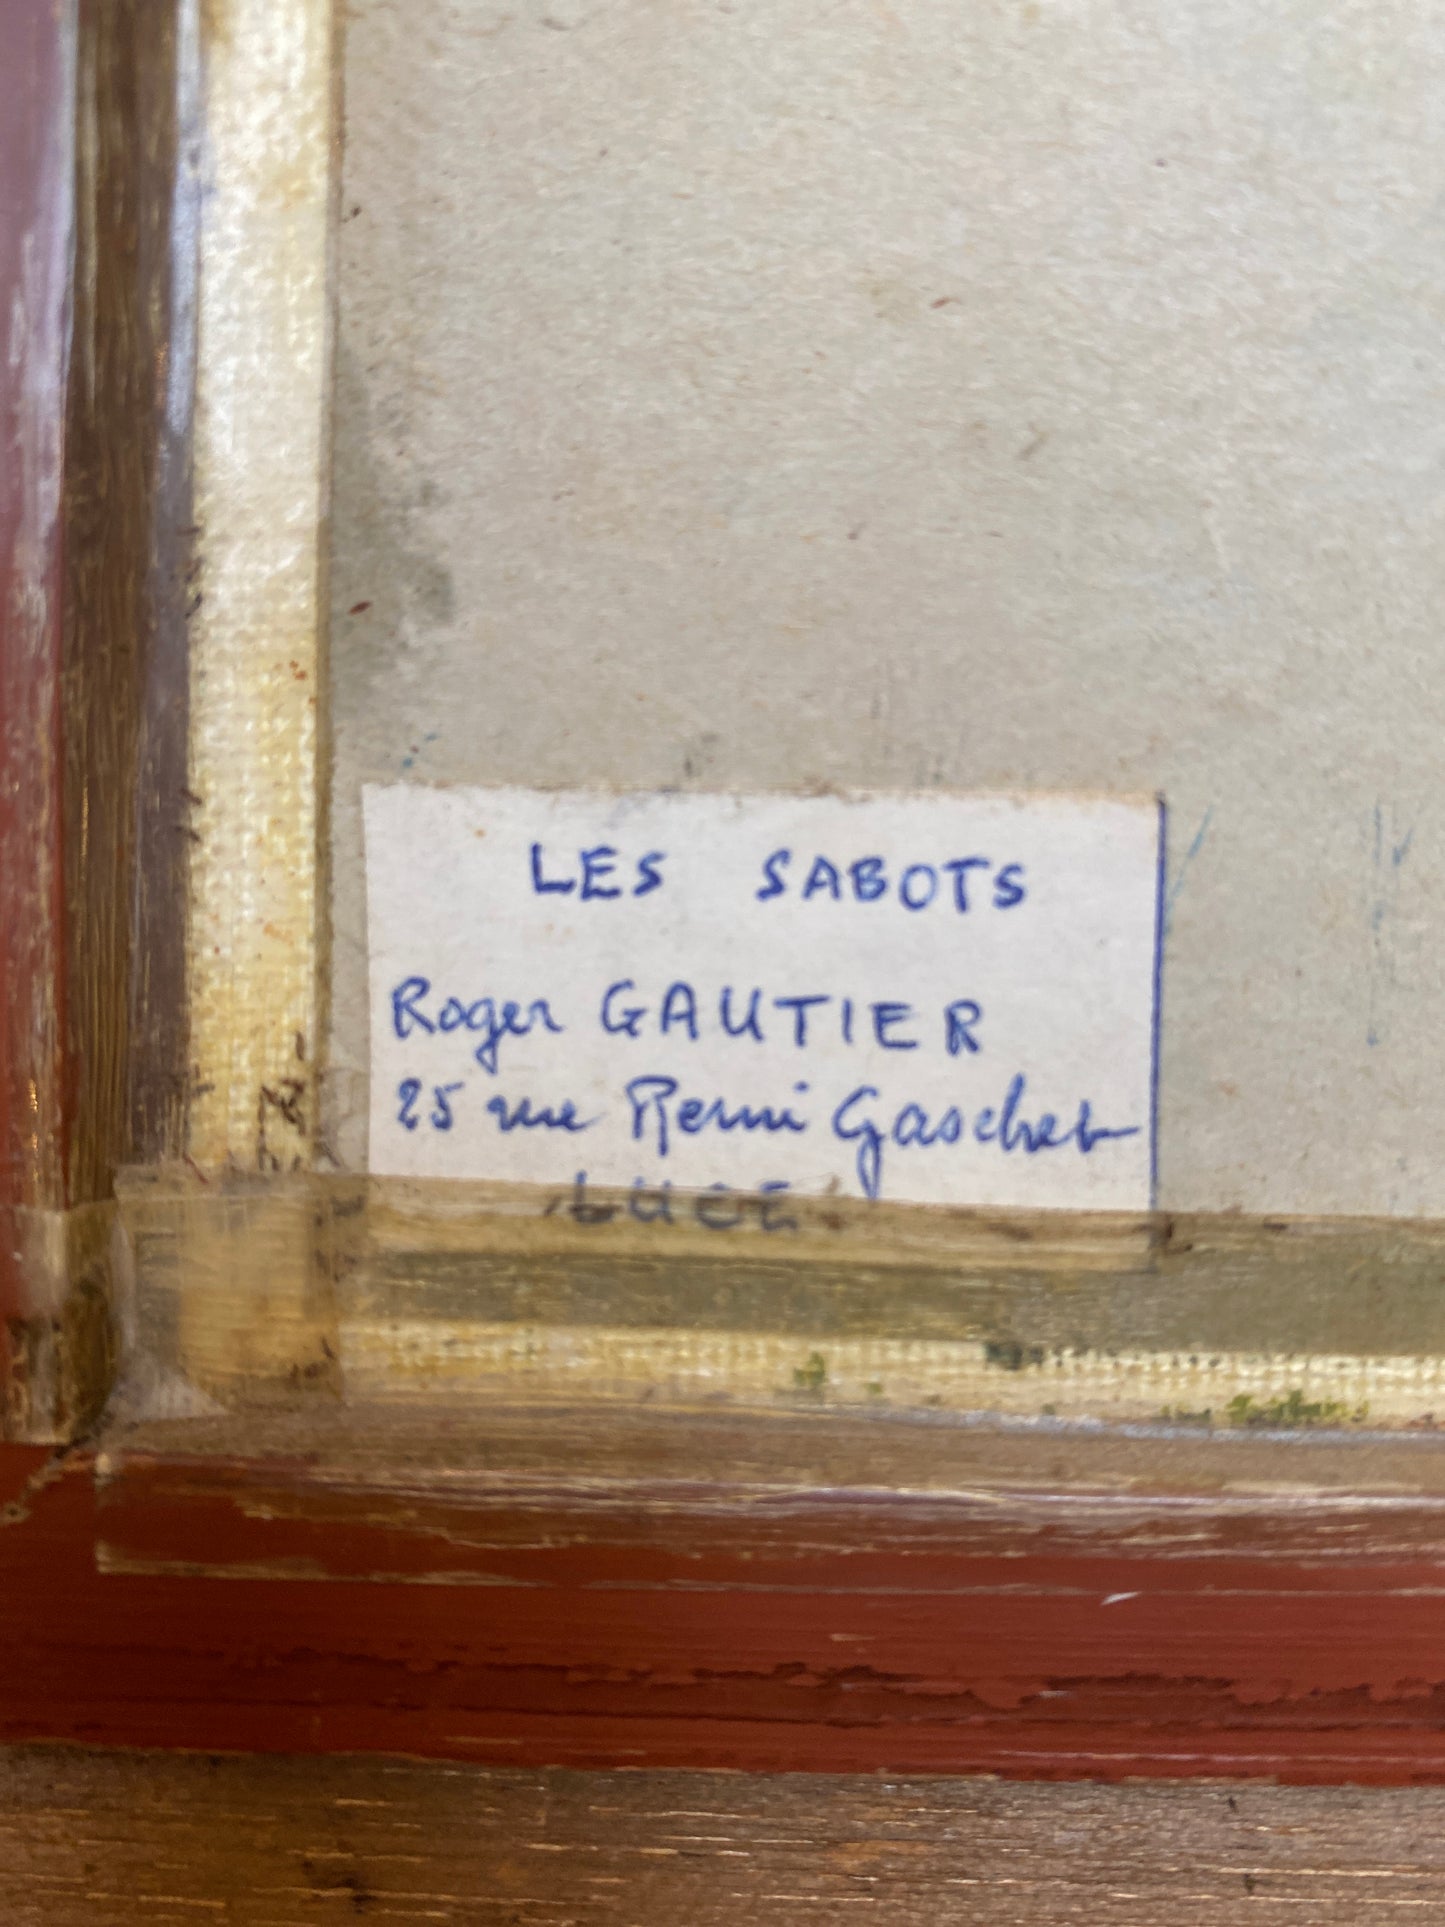 LES SABOTS
Roger GAUTIER
25 rue Remi Gaschet
LUCE